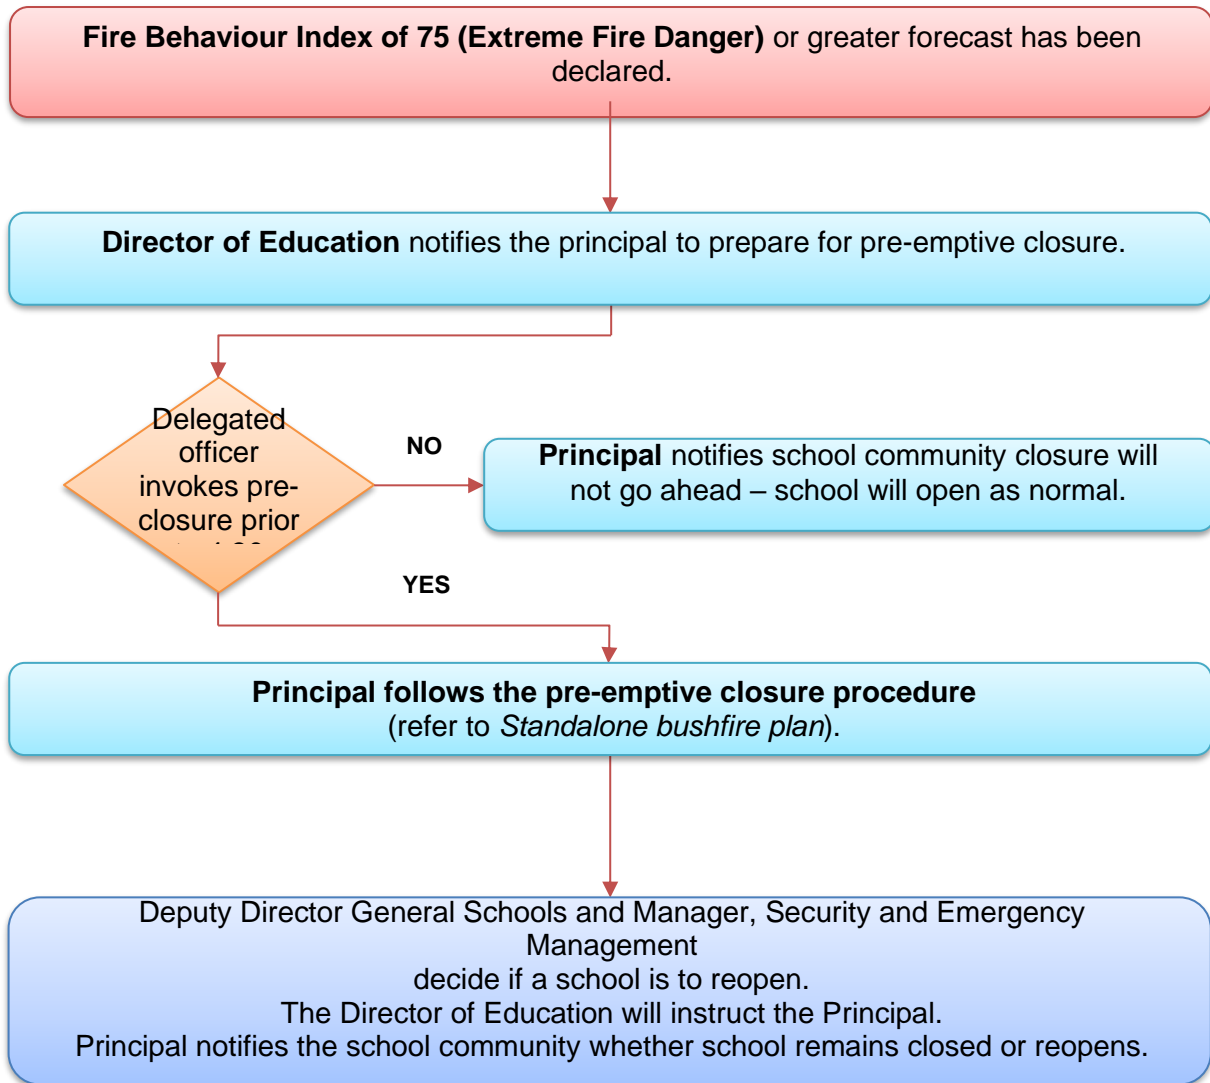 Fire Behaviour Index of 75 (Extreme Fire Danger) or greater forecast has been
declared.
Director of Education notifies the principal to prepare for pre-emptive closure.
Delegated
officer
invokes pre-
closure prior
NO
Principal notifies school community closure will
not go ahead – school will open as normal.
YES
Principal follows the pre-emptive closure procedure
(refer to Standalone bushfire plan).
Deputy Director General Schools and Manager, Security and Emergency
Management
decide if a school is to reopen.
The Director of Education will instruct the Principal.
Principal notifies the school community whether school remains closed or reopens.